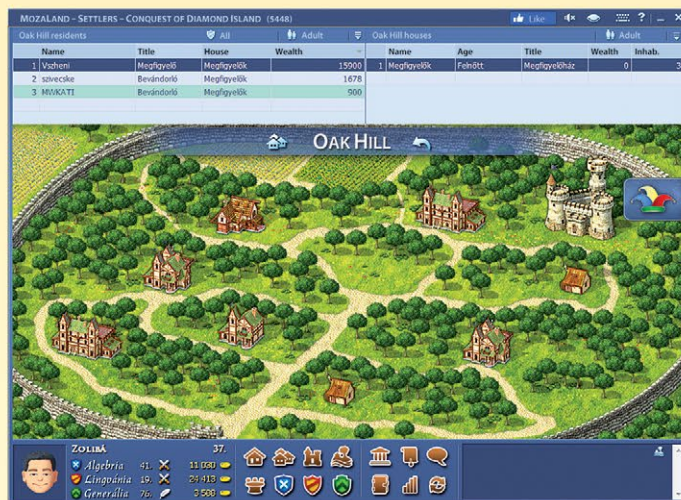 MOZALAND – SETTLERS – CONQUEST OF DIAMOND ISLAND (5448) Like ?
Oak Hill residents All Adult Oak Hill houses Adult
Name Title House Wealth Name Age Title Wealth Inhab.
1 Vszheni Megfigyelő Megfigyelők 15900 1 Megfigyelők Felnőtt Megfigyelőház 0 3
2 szivecske Bevándorló Megfigyelők 1678
3 MWKATI Bevándorló Megfigyelők 900
OAK HILL
ZOLIBÁ 37.
Algebria 41. 11 030
Lingvánia 19. 24 413
Generália 76. 3 500